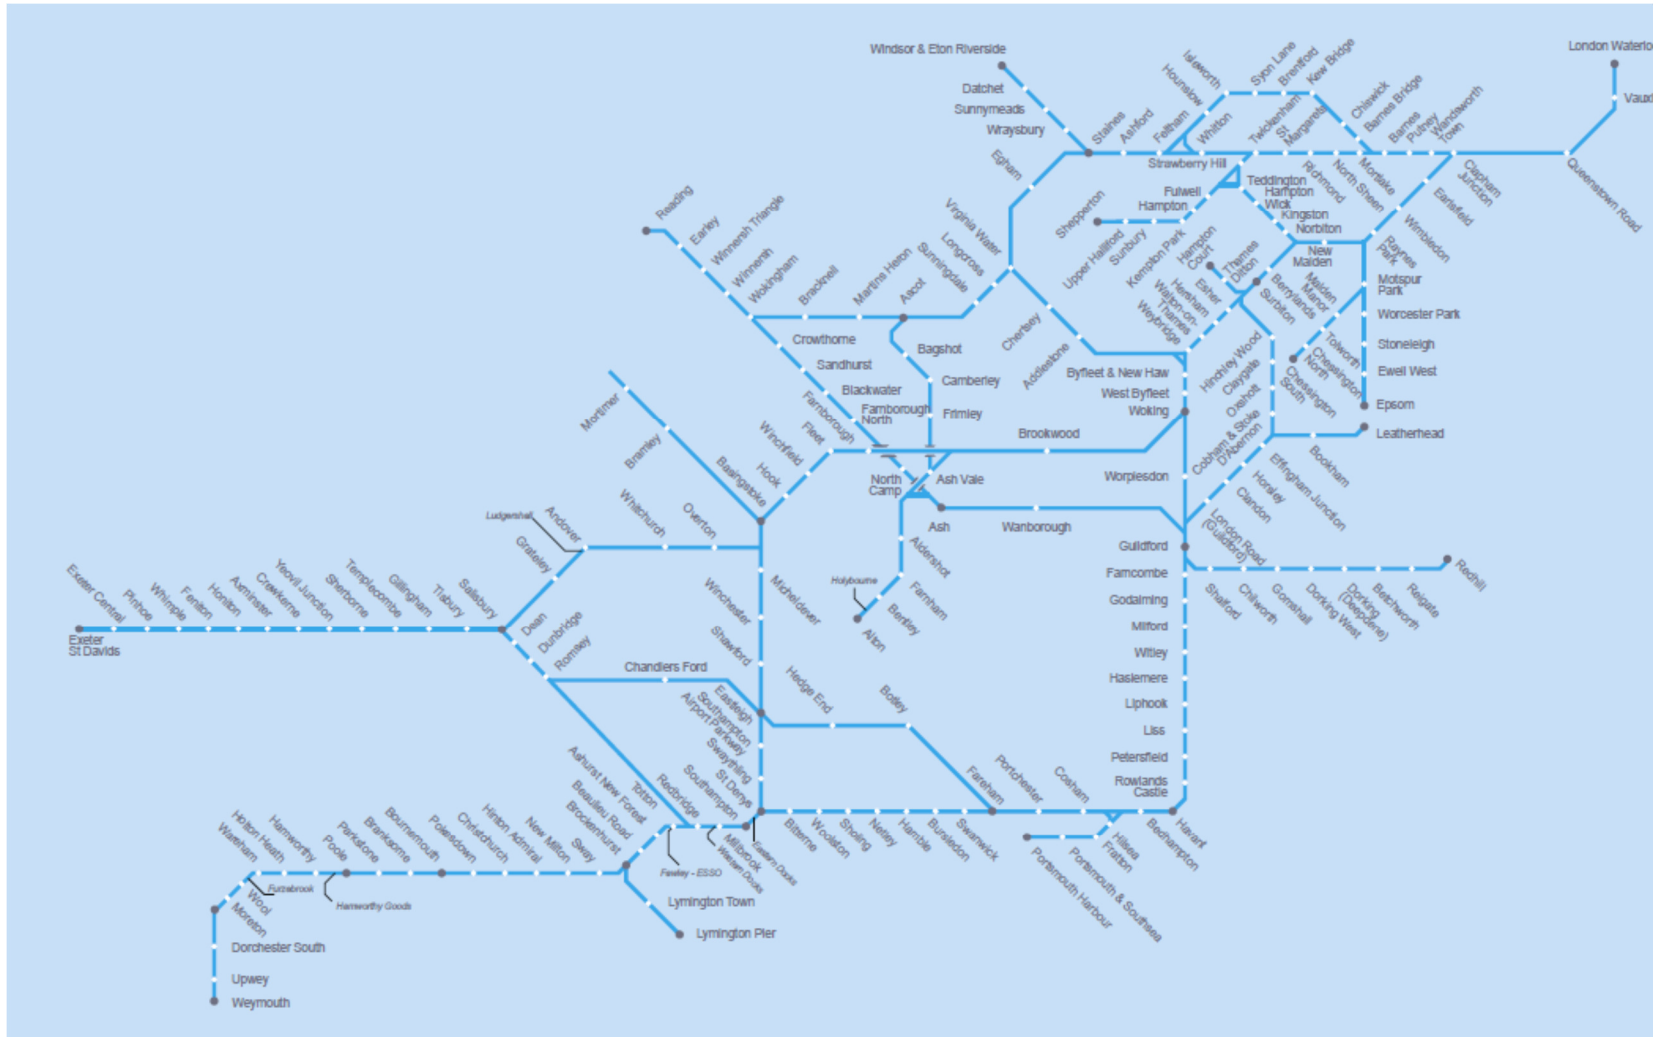 Windsor & Eton Riverside
Datchet
Sunnymeads
Wraysbury
Staines
Ashford
Feltham
Hounslow
Isleworth
Syon Lane
Brentford
Kew Bridge
Whitton
Twickenham
St
Margarets
Chiswick
Barnes Bridge
Barnes
Putney
Wandsworth
Town
London Waterlo
Vauxl
Queenstown Road
Clapham
Junction
Earlsfield
Wimbledon
Raynes
Park
Mortlake
North Sheen
Richmond
Strawberry Hill
Teddington
Hampton
Wick
Kingston
Norbiton
New
Malden
Fulwell
Hampton
Kempton Park
Sunbury
Upper Halliford
Shepperton
Egham
Virginia Water
Longcross
Sunningdale
Ascot
Martins Heron
Bracknell
Wokingham
Winnersh
Winnersh Triangle
Earley
Reading
Hampton
Court
Thames
Ditton
Esher
Hersham
Walton-on-
Thames
Weybridge
Surbiton
Berrylands
Malden
Manor
Tolworth
Chessington
North
Chessington
South
Motspur
Park
Worcester Park
Stoneleigh
Ewell West
Epsom
Leatherhead
Bookham
Hinchley Wood
Claygate
Oxshott
Cobham & Stoke
D'Abernon
Effingham Junction
Horsley
Clandon
London Road
(Guildford)
Chertsey
Addlestone
Byfleet & New Haw
West Byfleet
Woking
Brookwood
Worplesdon
Crowthorne
Sandhurst
Blackwater
Farnborough
North
Bagshot
Camberley
Frimley
Farnborough
Fleet
Winchfield
Hook
Basingstoke
Bramley
Mortimer
North
Camp
Ash Vale
Ash
Wanborough
Aldershot
Farnham
Bentley
Alton
Holybourne
Guildford
Farncombe
Godalming
Milford
Witley
Haslemere
Liphook
Liss
Petersfield
Rowlands
Castle
Shalford
Chilworth
Gomshall
Dorking West
Dorking
(Deepdene)
Betchworth
Reigate
Redhill
Ludgershall
Andover
Grateley
Whitchurch
Overton
Exeter
St Davids
Exeter Central
Pinhoe
Whimple
Feniton
Honiton
Axminster
Crewkerne
Yeovil Junction
Sherborne
Templecombe
Gillingham
Tisbury
Salisbury
Dean
Dunbridge
Romsey
Chandlers Ford
Micheldever
Winchester
Shawford
Eastleigh
Southampton
Airport Parkway
Swaythling
St Denys
Southampton
Hedge End
Botley
Fareham
Portchester
Cosham
Havant
Bedhampton
Hilsea
Fratton
Portsmouth & Southsea
Portsmouth Harbour
Bitterne
Woolston
Sholing
Netley
Hamble
Bursledon
Swanwick
Eastern Docks
Millbrook
Western Docks
Redbridge
Totton
Fawley - ESSO
Ashurst New Forest
Beaulieu Road
Brockenhurst
Lymington Town
Lymington Pier
Sway
New Milton
Hinton Admiral
Christchurch
Pokesdown
Bournemouth
Branksome
Parkstone
Poole
Hamworthy
Holton Heath
Wareham
Hamworthy Goods
Furzebrook
Wool
Moreton
Dorchester South
Upwey
Weymouth